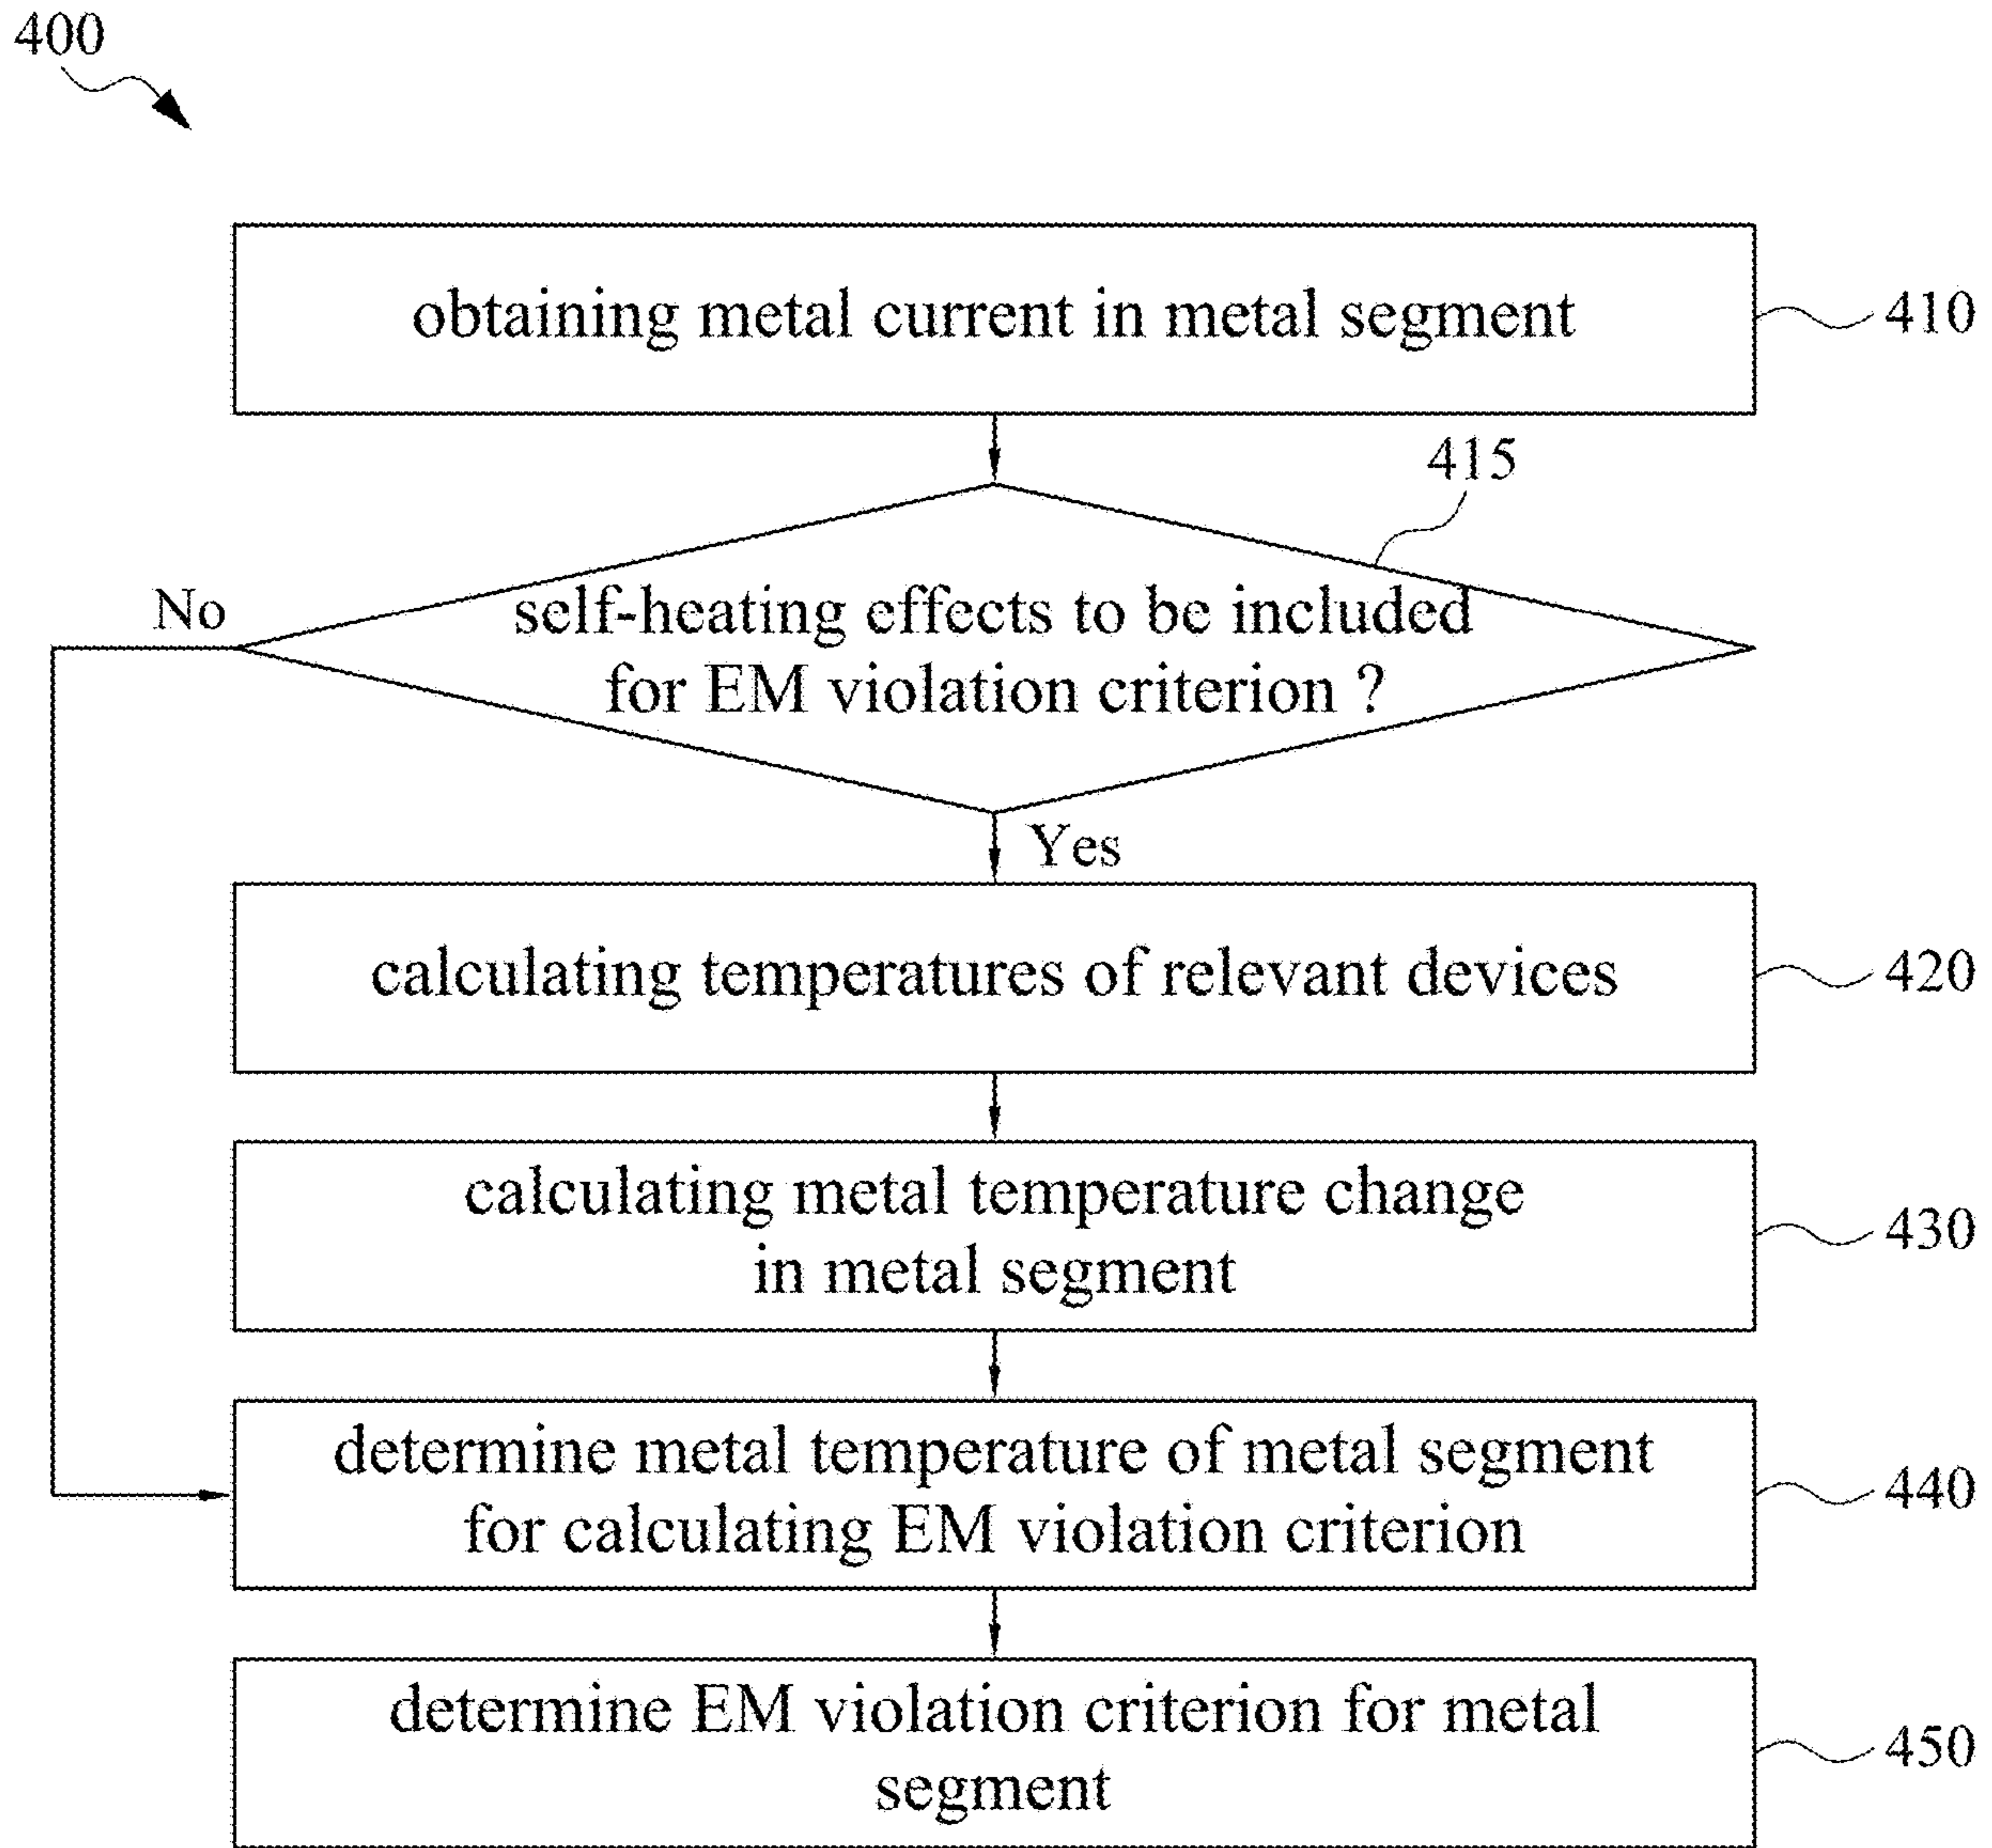 400
obtaining metal current in metal segment
410
415
self-heating effects to be included
for EM violation criterion ?
No
Yes
calculating temperatures of relevant devices
420
calculating metal temperature change
in metal segment
430
determine metal temperature of metal segment
for calculating EM violation criterion
440
determine EM violation criterion for metal
segment
450